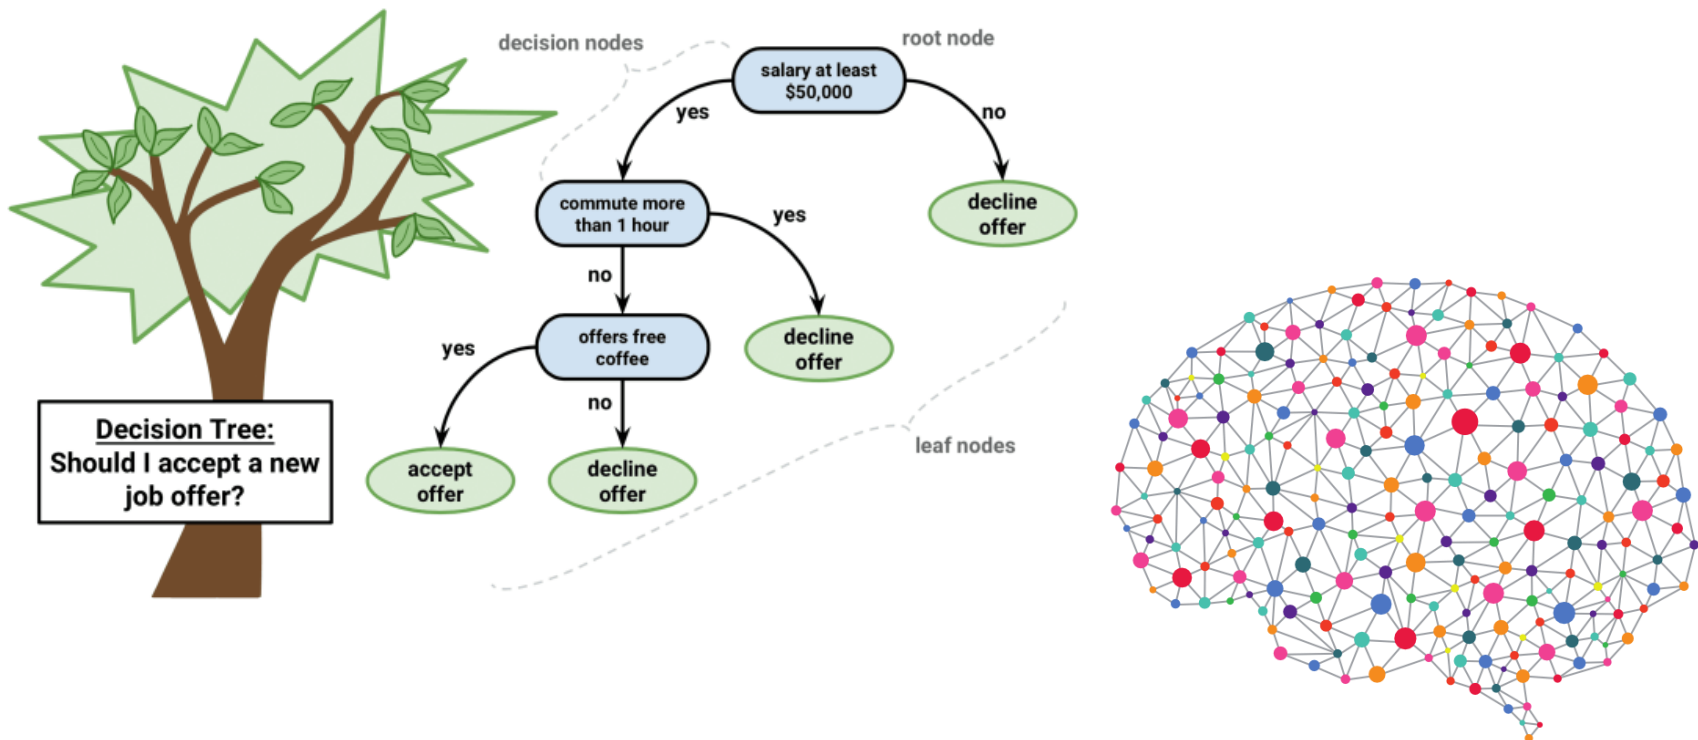 decision nodes
root node
salary at least
$50,000
yes
no
commute more
than 1 hour
yes
decline
offer
no
offers free
coffee
decline
offer
yes
no
leaf nodes
accept
offer
decline
offer
Decision Tree:
Should I accept a new
job offer?